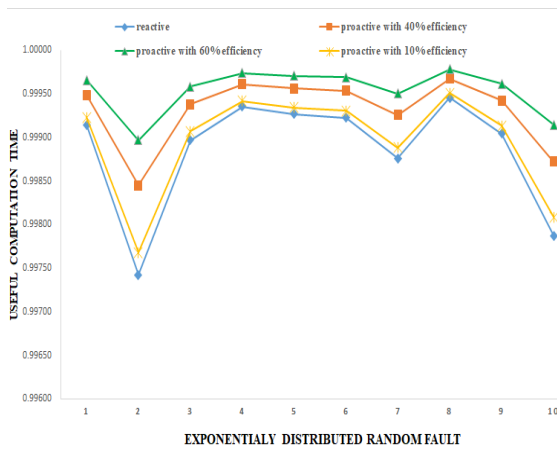 reactive
proactive with 40%efficiency
proactive with 60%efficiency
proactive with 10%efficiency
1.00000
0.99950
0.99900
0.99850
0.99800
0.99750
0.99700
0.99650
0.99600
USEFUL COMPUTATION TIME
1 2 3 4 5 6 7 8 9 10
EXPONENTIALY DISTRIBUTED RANDOM FAULT